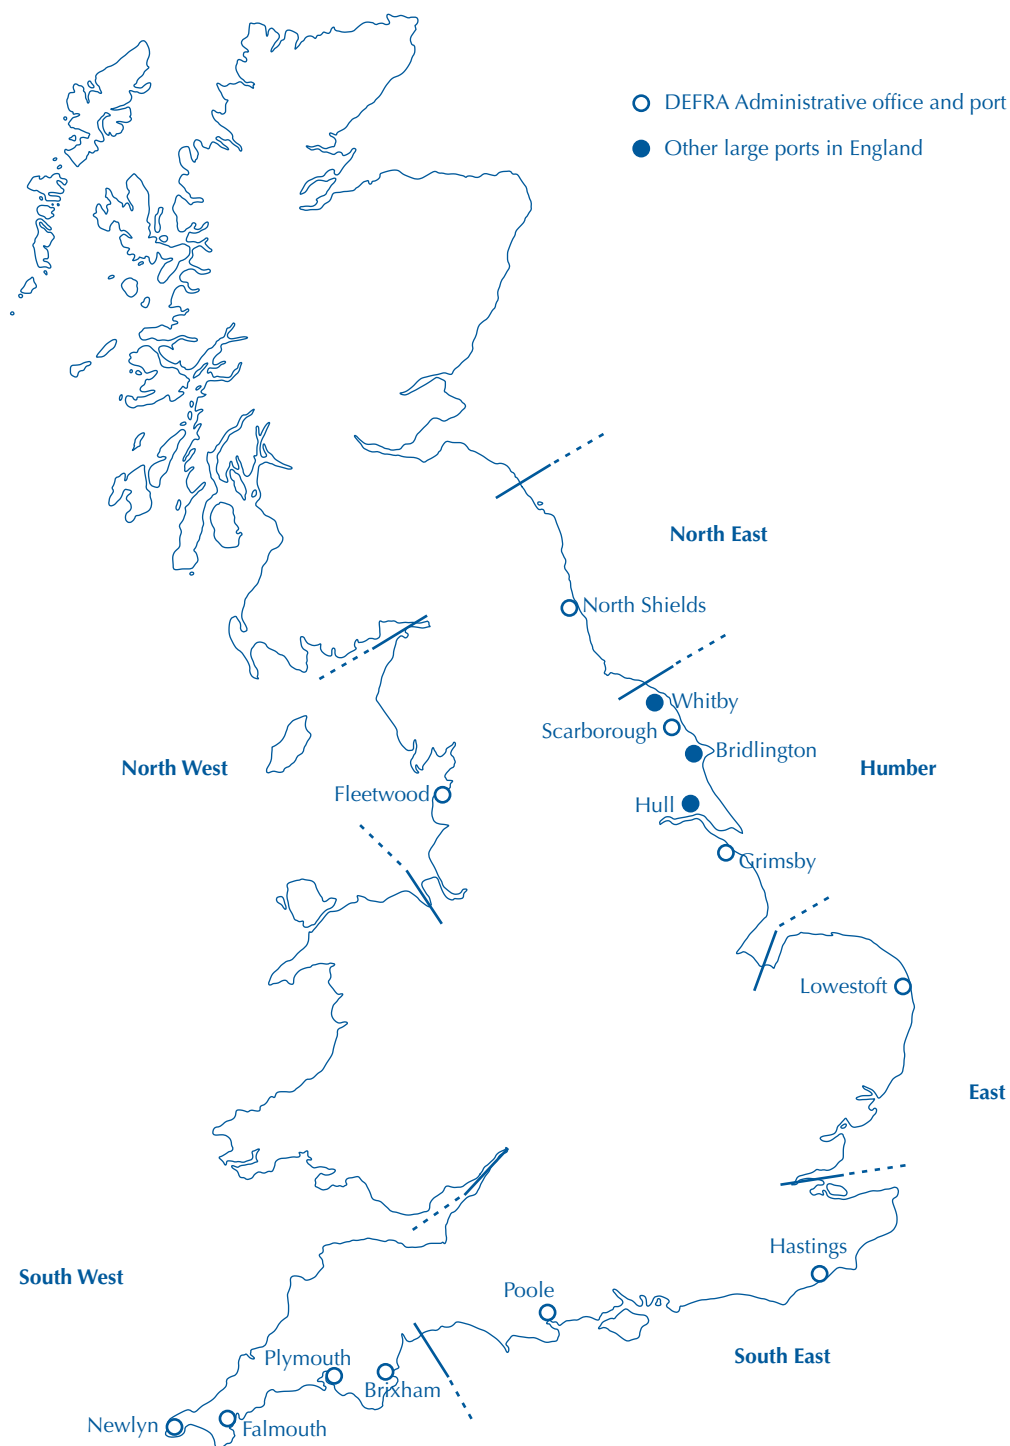 DEFRA Administrative office and port
Other large ports in England
North East
North Shields
Whitby
Scarborough
Bridlington
North West
Humber
Fleetwood
Hull
Grimsby
Lowestoft
East
Hastings
South West
Poole
South East
Plymouth
Brixham
Newlyn
Falmouth